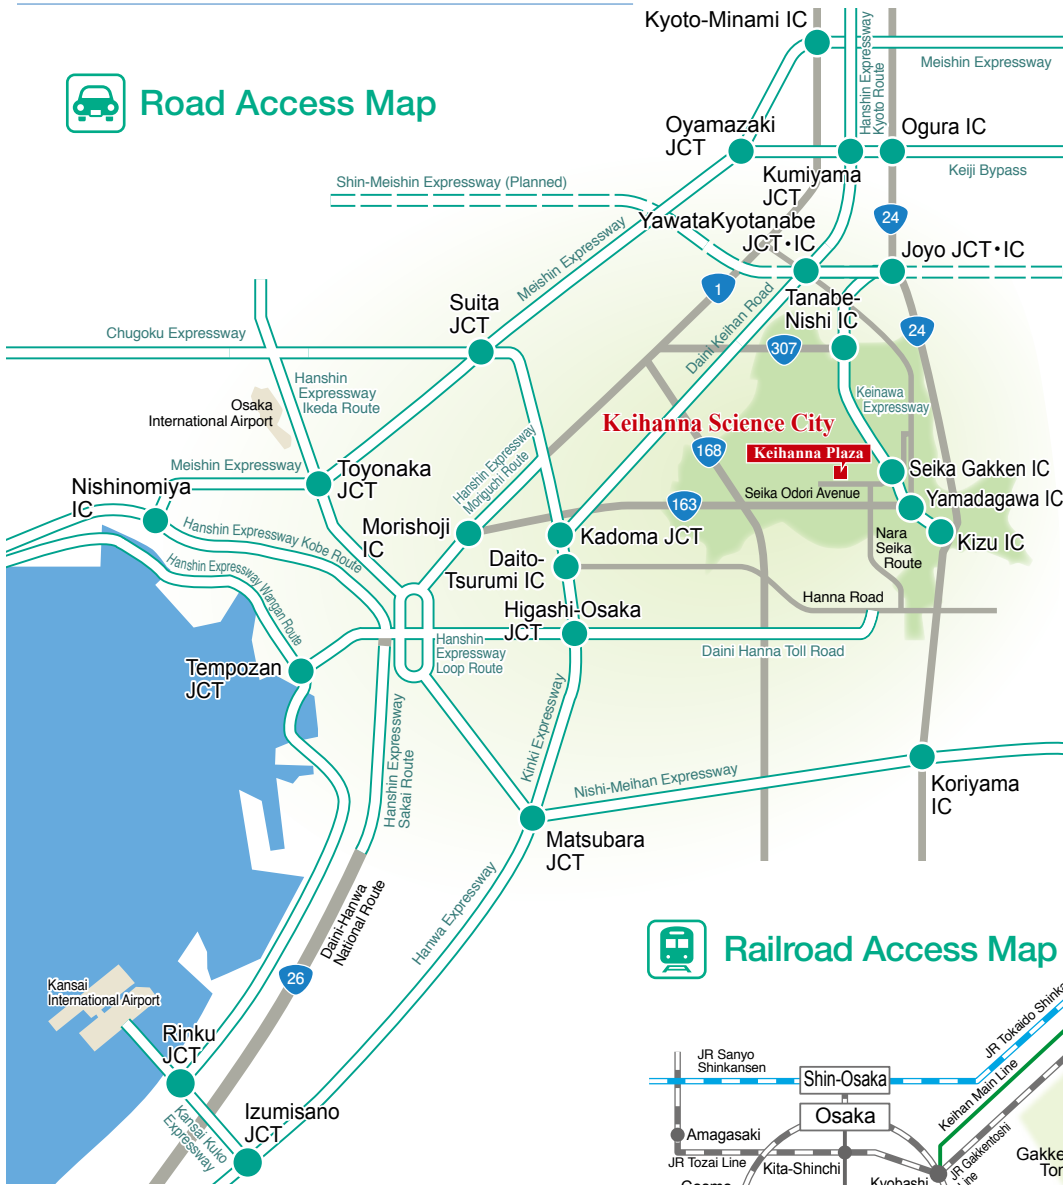 Kyoto-Minami IC
Meishin Expressway
Hanshin Expressway
Kyoto Route
Road Access Map
Oyamazaki
JCT
Ogura IC
Kumiyama
JCT
Keiji Bypass
Shin-Meishin Expressway (Planned)
24
YawataKyotanabe
JCT・IC
Joyo JCT・IC
Meishin Expressway
1
Tanabe-
Nishi IC
Suita
JCT
Daini Keihan Road
24
Chugoku Expressway
307
Hanshin
Expressway
Ikeda Route
Keinawa
Expressway
Osaka
International Airport
Keihanna Science City
Hanshin Expressway
Moriguchi Route
168
Keihanna Plaza
Meishin Expressway
Toyonaka
JCT
Seika Gakken IC
Nishinomiya
IC
Seika Odori Avenue
Yamadagawa IC
163
Hanshin Expressway Kobe Route
Morishoji
IC
Kadoma JCT
Nara
Seika
Route
Kizu IC
Hanshin Expressway Wangan Route
Daito-
Tsurumi IC
Hanna Road
Higashi-Osaka
JCT
Hanshin
Expressway
Loop Route
Daini Hanna Toll Road
Tempozan
JCT
Hanshin Expressway
Sakai Route
Kinki Expressway
Nishi-Meihan Expressway
Koriyama
IC
Matsubara
JCT
Daini-Hanwa
National Route
Hanwa Expressway
Railroad Access Map
26
Kansai
International Airport
Rinku
JCT
JR Tokaido Shinka
JR Sanyo
Shinkansen
Shin-Osaka
Keihan Main Line
Izumisano
JCT
Osaka
Kansai Kuko
Expressway
Amagasaki
JR Gakkentoshi
Line
JR Tozai Line
Kita-Shinchi
Gakke
Kyobashi